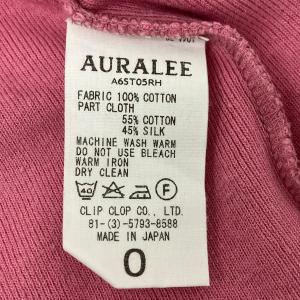 AURALEE
A6ST05RH
FABRIC 100% COTTON
PART CLOTH
55% COTTON
45% SILK
MACHINE WASH WARM
DO NOT USE BLEACH
WARM IRON
DRY CLEAN
40 F
CLIP CLOP CO., LTD.
81-(3)-5793-8588
MADE IN JAPAN
0